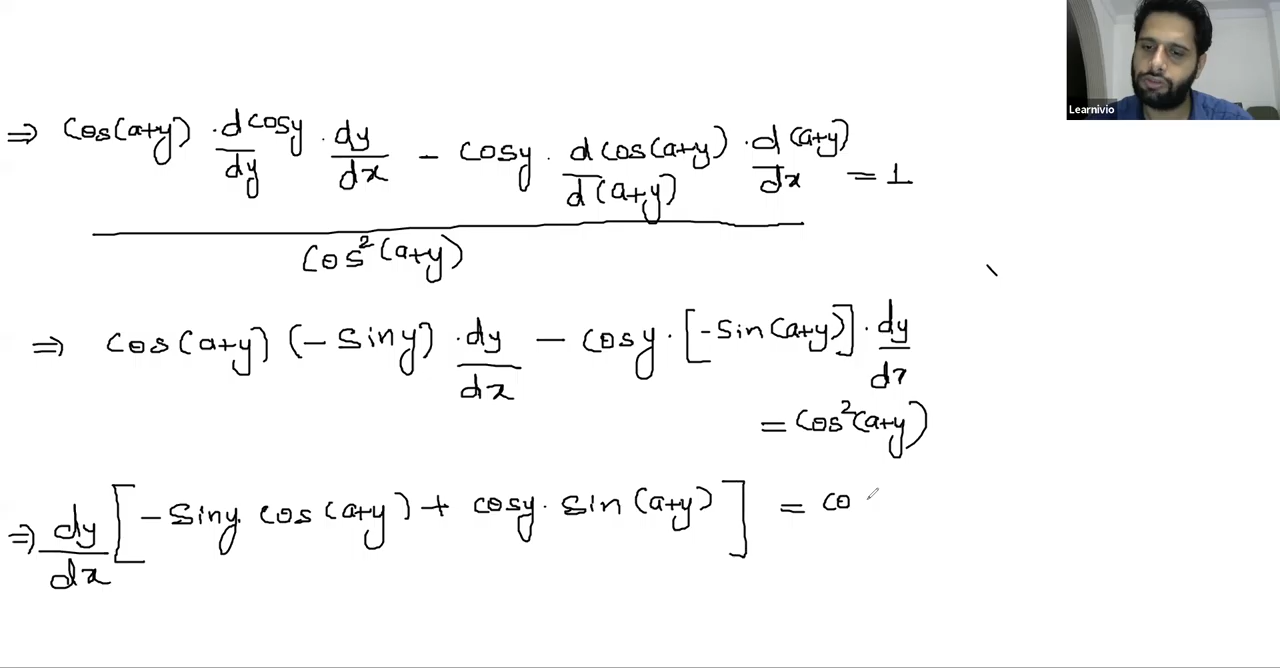 Learnivio
⇒ cos(a+y) · d cosy/dy · dy/dx − cosy · d cos(a+y)/d(a+y) · d(a+y)/dx = 1
cos²(a+y)
⇒ cos(a+y) (− siny) · dy/dx − cosy · [−sin(a+y)] · dy/dx
= cos²(a+y)
⇒ dy/dx [− siny cos(a+y) + cosy · sin(a+y)] = co